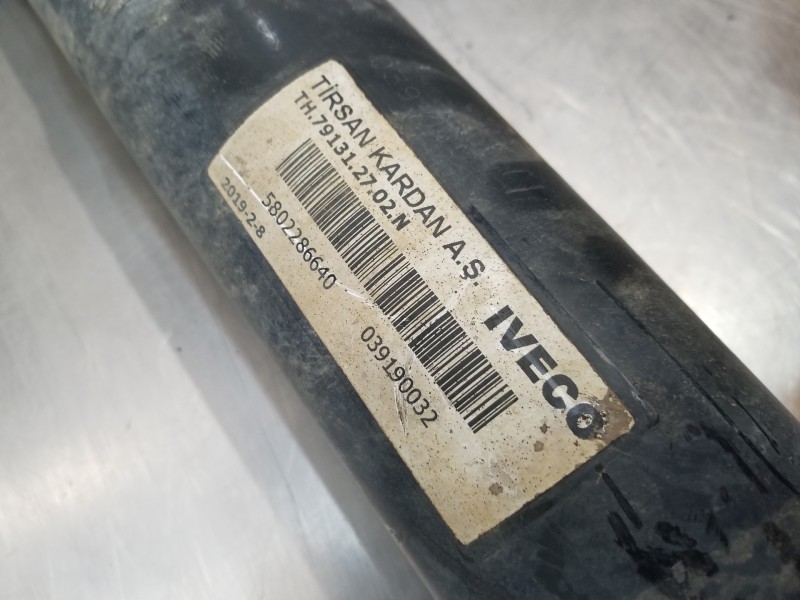 TİRSAN KARDAN A.Ş.
TH.79131.27.02.N
IVECO
5802286640 039190032
2019-2-8